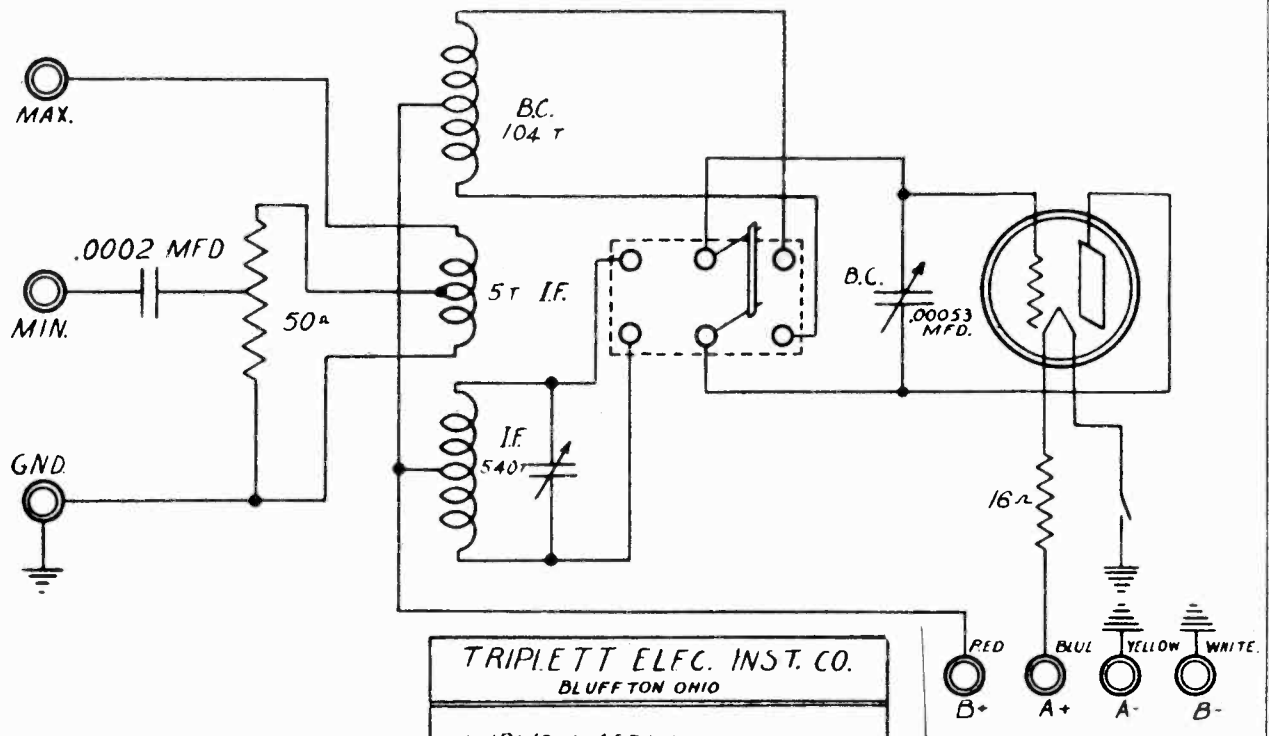 MAX.
B.C.
104 T
.0002 MFD
MIN.
50Ω
5T I.F.
B.C.
.00053
MFD.
GND.
I.F.
540T
16Ω
TRIPLETT ELEC. INST. CO.
BLUFFTON OHIO
RED
BLUE
YELLOW
WHITE.
B+
A+
A-
B-